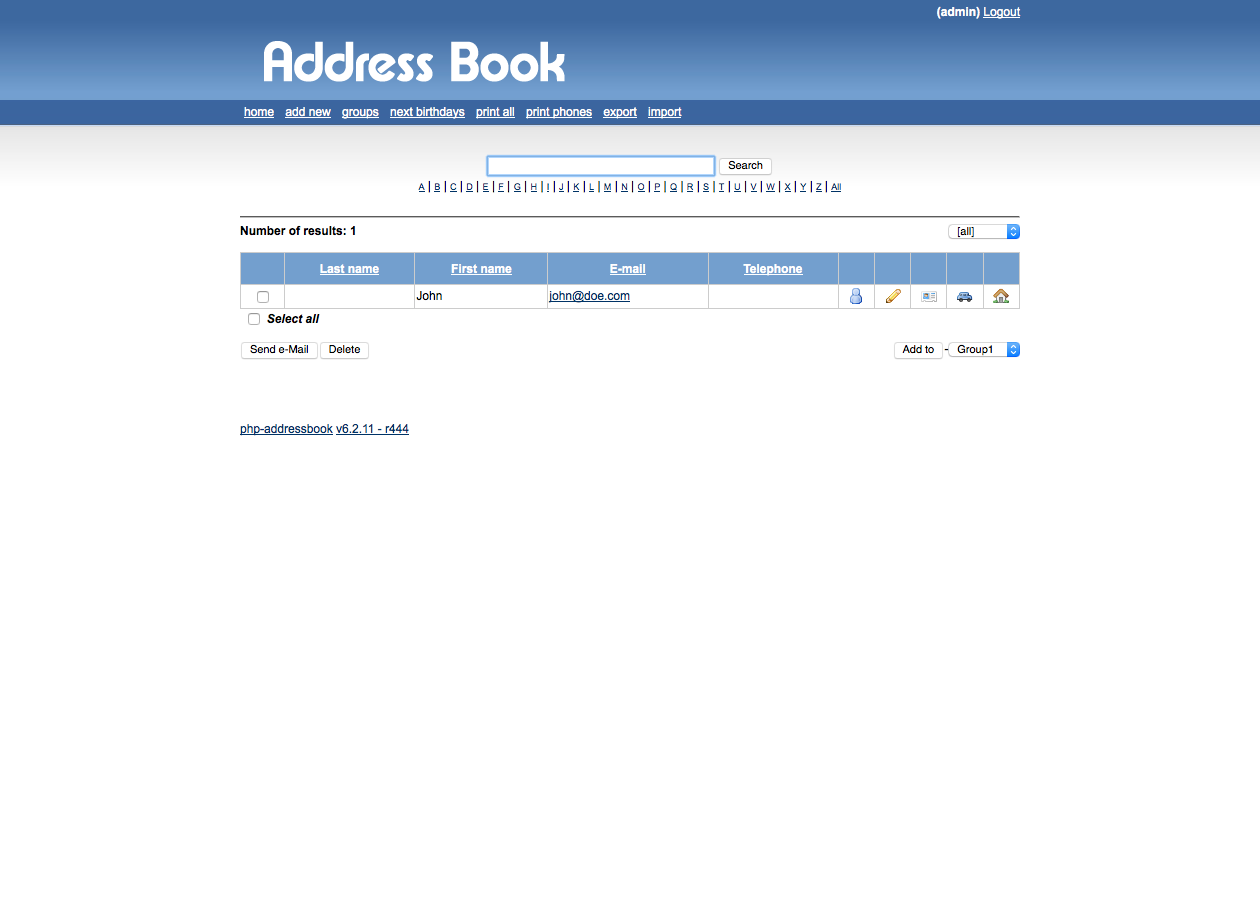 (admin) Logout
Address Book
home add new groups next birthdays print all print phones export import
Search
A | B | C | D | E | F | G | H | I | J | K | L | M | N | O | P | Q | R | S | T | U | V | W | X | Y | Z | All
Number of results: 1 [all]
Last name First name E-mail Telephone
John john@doe.com
Select all
Send e-Mail Delete Add to - Group1
php-addressbook v6.2.11 - r444